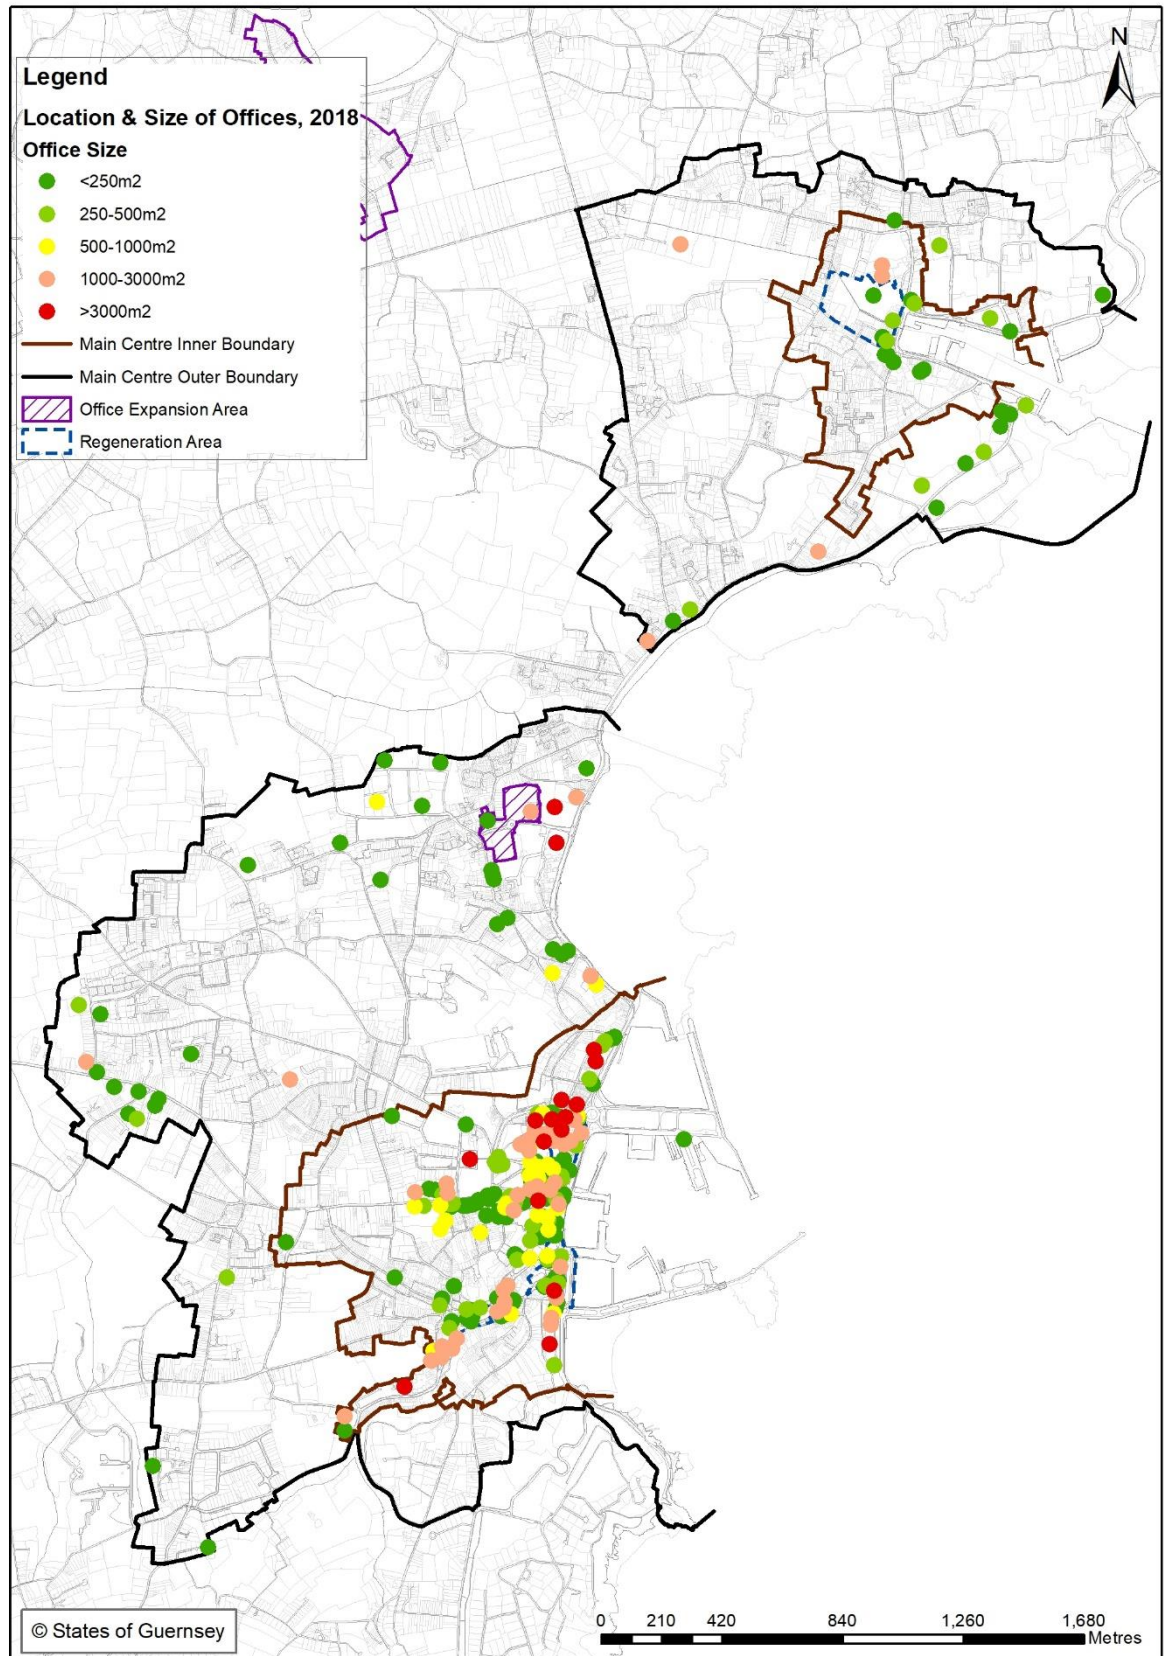 N
Legend
Location & Size of Offices, 2018
Office Size
<250m2
250-500m2
500-1000m2
1000-3000m2
>3000m2
Main Centre Inner Boundary
Main Centre Outer Boundary
Office Expansion Area
Regeneration Area
© States of Guernsey
0 210 420 840 1,260 1,680
Metres